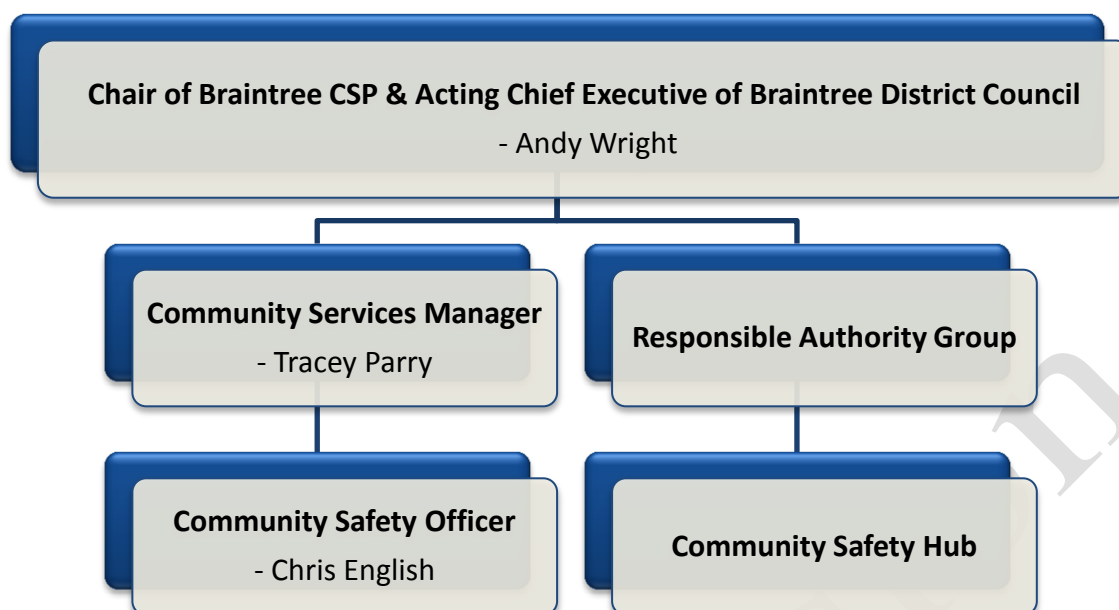 Chair of Braintree CSP & Acting Chief Executive of Braintree District Council
- Andy Wright
Community Services Manager
- Tracey Parry
Responsible Authority Group
Community Safety Officer
- Chris English
Community Safety Hub